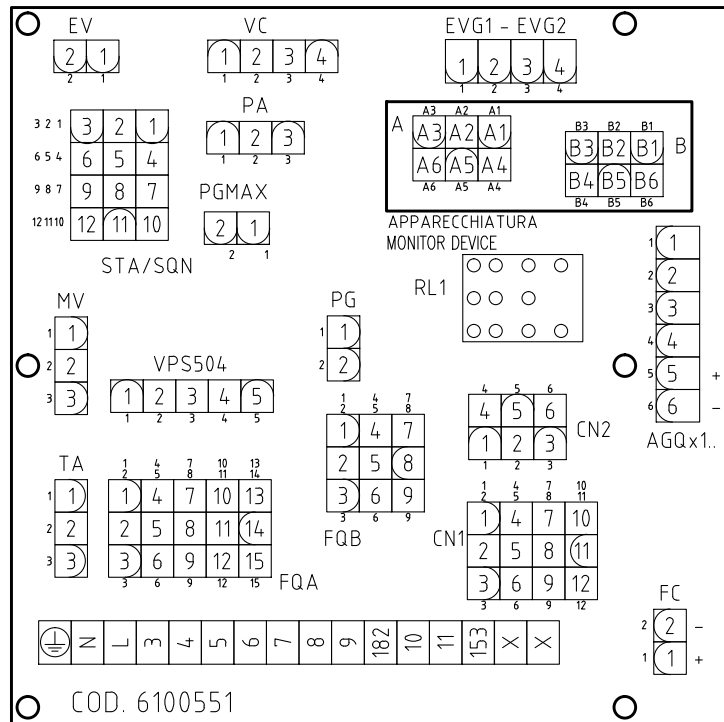 EV
2 1
2 1
VC
1 2 3 4
1 2 3 4
EVG1 - EVG2
1 2 3 4
1 2 3 4
3 2 1
3 2 1
6 5 4
6 5 4
9 8 7
9 8 7
12 11 10
12 11 10
STA/SQN
PA
1 2 3
1 2 3
PGMAX
2 1
2 1
A
A3 A2 A1
A3 A2 A1
A6 A5 A4
A6 A5 A4
B
B3 B2 B1
B3 B2 B1
B4 B5 B6
B4 B5 B6
APPARECCHIATURA
MONITOR DEVICE
RL1
1 1
2 2
3 3
4 4
5 5 +
6 6 -
AGQx1..
MV
1 1
2 2
3 3
VPS504
1 2 3 4 5
1 2 3 4 5
PG
1 1
2 2
1 4 7
2 5 8
1 4 7
2 5 8
3 6 9
3 6 9
FQB
4 5 6
4 5 6
1 2 3
1 2 3
CN2
TA
1 1
2 2
3 3
1 4 7 10 13
2 5 8 11 14
1 4 7 10 13
2 5 8 11 14
3 6 9 12 15
3 6 9 12 15
FQA
CN1
1 4 7 10
2 5 8 11
1 4 7 10
2 5 8 11
3 6 9 12
3 6 9 12
FC
2 2 -
1 1 +
N L 3 4 5 6 7 8 9 182 10 11 153 X X
COD. 6100551